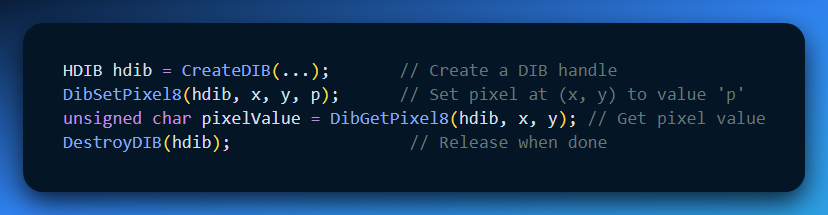 HDIB hdib = CreateDIB(...);       // Create a DIB handle
DibSetPixel8(hdib, x, y, p);      // Set pixel at (x, y) to value 'p'
unsigned char pixelValue = DibGetPixel8(hdib, x, y); // Get pixel value
DestroyDIB(hdib);                  // Release when done